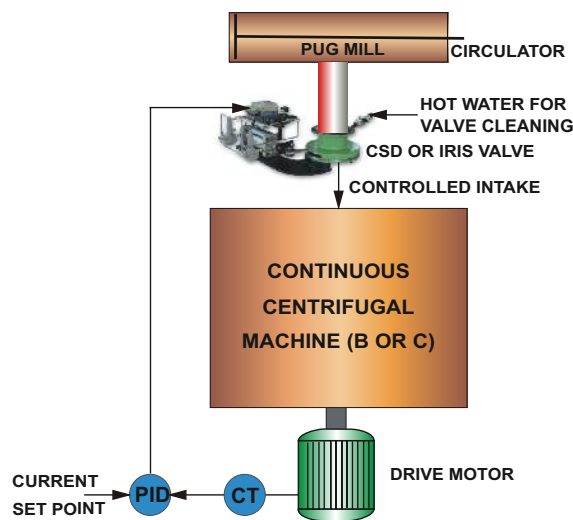 PUG MILL
CIRCULATOR
HOT WATER FOR
VALVE CLEANING
CSD OR IRIS VALVE
CONTROLLED INTAKE
CONTINUOUS
CENTRIFUGAL
MACHINE (B OR C)
DRIVE MOTOR
CURRENT
SET POINT
PID
CT